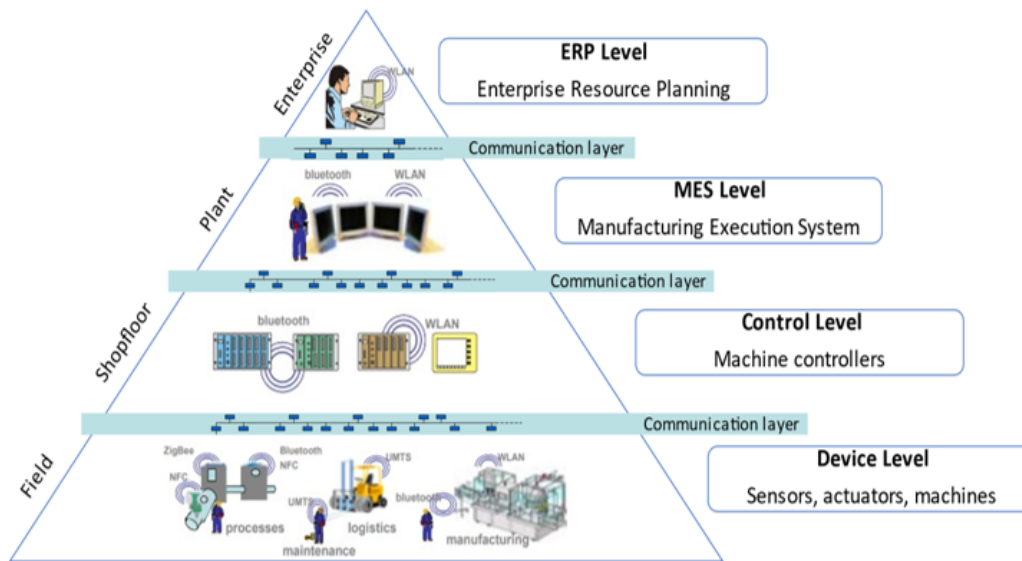 Enterprise
WLAN
ERP Level
Enterprise Resource Planning
Communication layer
Plant
bluetooth
WLAN
MES Level
Manufacturing Execution System
Communication layer
Shopfloor
bluetooth
WLAN
Control Level
Machine controllers
Communication layer
Field
ZigBee
Bluetooth
NFC
NFC
UMTS
WLAN
UMTS
bluetooth
processes
logistics
manufacturing
maintenance
Device Level
Sensors, actuators, machines